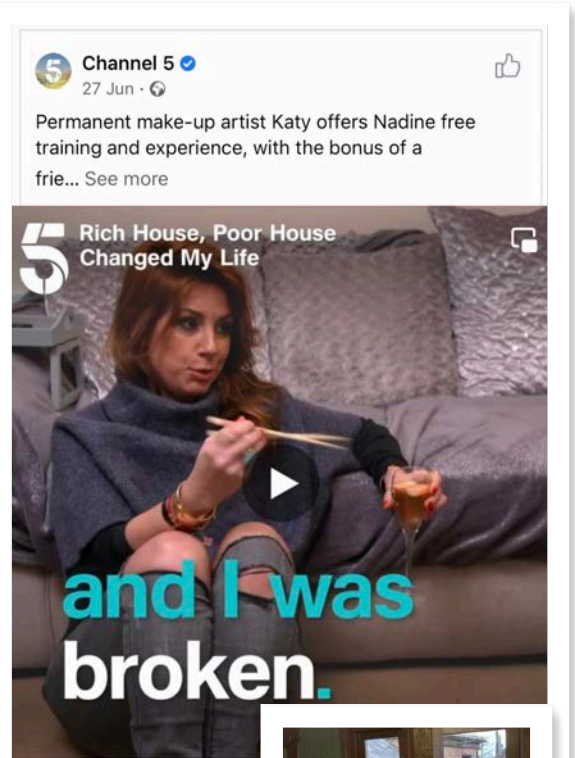 Channel 5
27 Jun ·
Permanent make-up artist Katy offers Nadine free
training and experience, with the bonus of a
frie... See more
5
Rich House, Poor House
Changed My Life
and I was
broken.